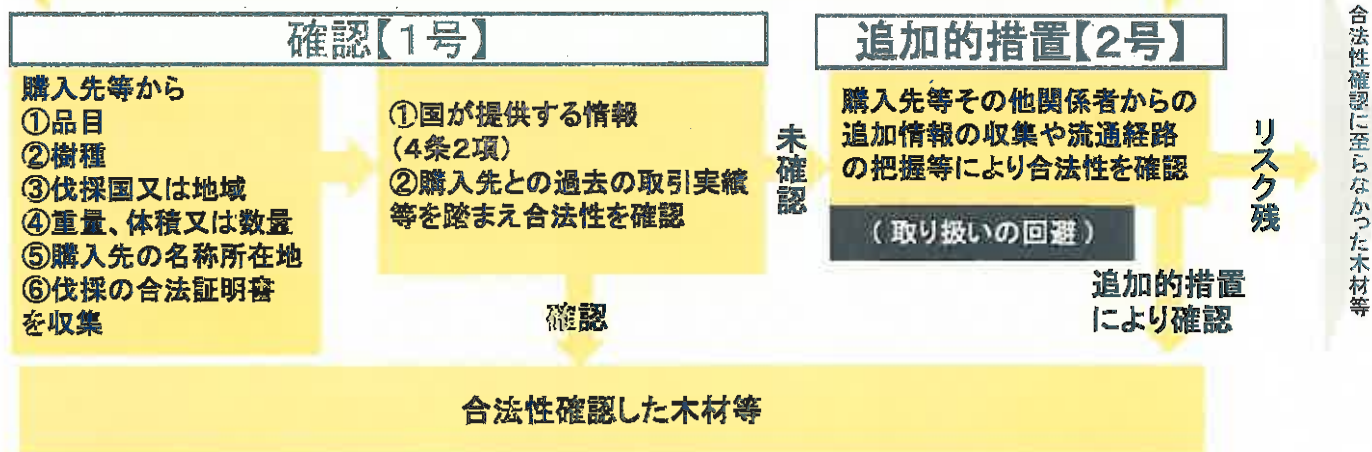 確認【1号】
購入先等から
①品目
②樹種
③伐採国又は地域
④重量、体積又は数量
⑤購入先の名称所在地
⑥伐採の合法証明書
を収集
①国が提供する情報
(4条2項)
②購入先との過去の取引実績
等を踏まえ合法性を確認
確認
未確認
追加的措置【2号】
購入先等その他関係者からの
追加情報の収集や流通経路
の把握等により合法性を確認
(取り扱いの回避)
追加的措置
により確認
リスク残
合法性確認に至らなかった木材等
合法性確認した木材等